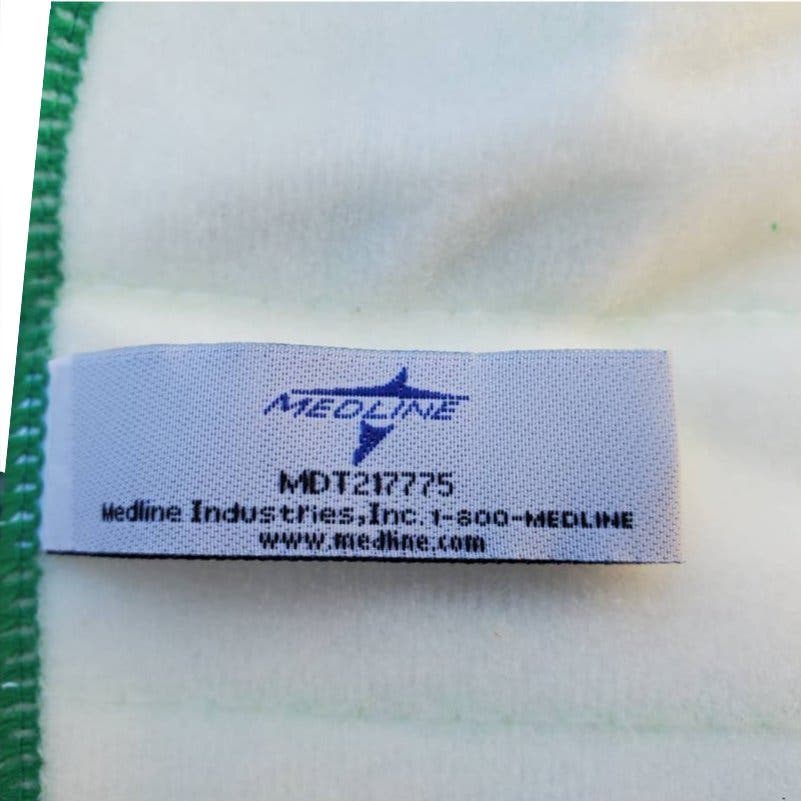 MEDLINE
MDT217775
Medline Industries,Inc. 1-800-MEDLINE
www.medline.com